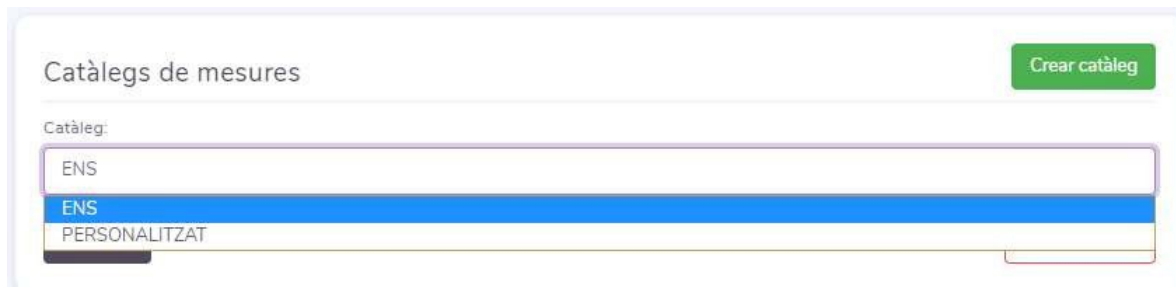 Catàlegs de mesures
Crear catàleg
Catàleg:
ENS
ENS
PERSONALITZAT